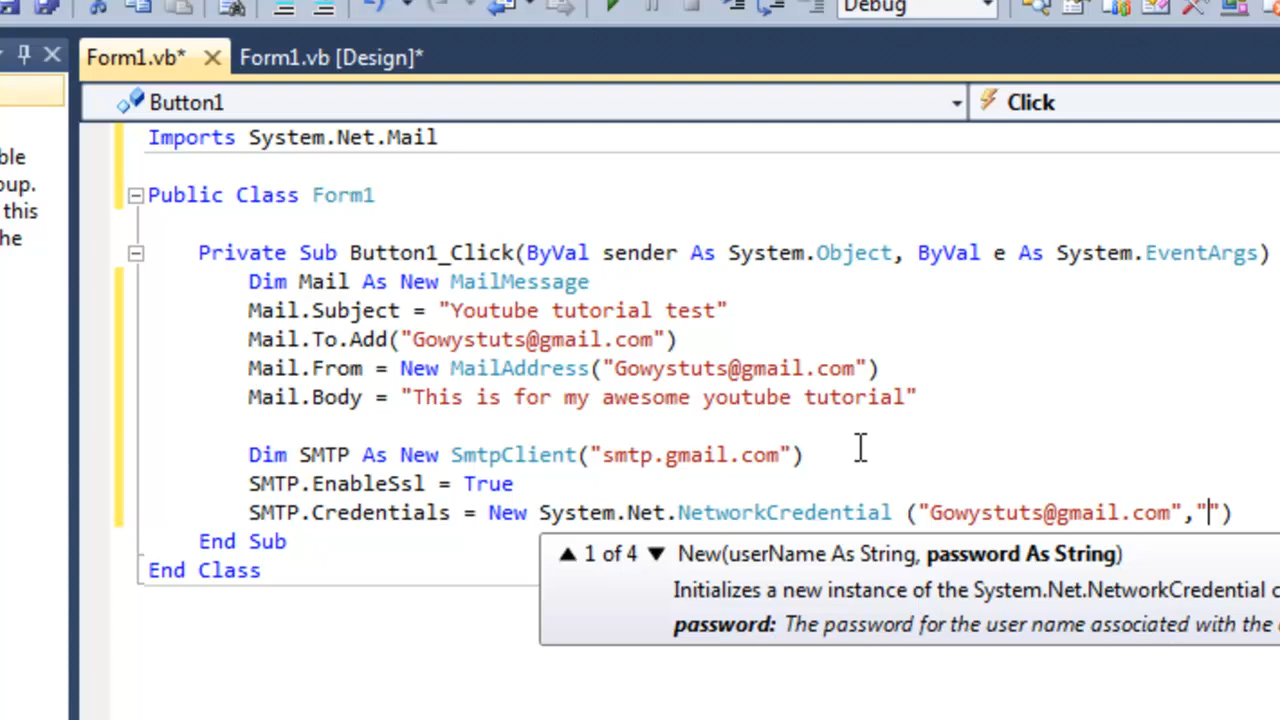 Debug
Form1.vb* Form1.vb [Design]*
Button1 Click
Imports System.Net.Mail
Public Class Form1
Private Sub Button1_Click(ByVal sender As System.Object, ByVal e As System.EventArgs)
Dim Mail As New MailMessage
Mail.Subject = "Youtube tutorial test"
Mail.To.Add("Gowystuts@gmail.com")
Mail.From = New MailAddress("Gowystuts@gmail.com")
Mail.Body = "This is for my awesome youtube tutorial"
Dim SMTP As New SmtpClient("smtp.gmail.com")
SMTP.EnableSsl = True
SMTP.Credentials = New System.Net.NetworkCredential ("Gowystuts@gmail.com","")
End Sub
End Class
▲ 1 of 4 ▼ New(userName As String, password As String)
Initializes a new instance of the System.Net.NetworkCredential
password: The password for the user name associated with the
this
he